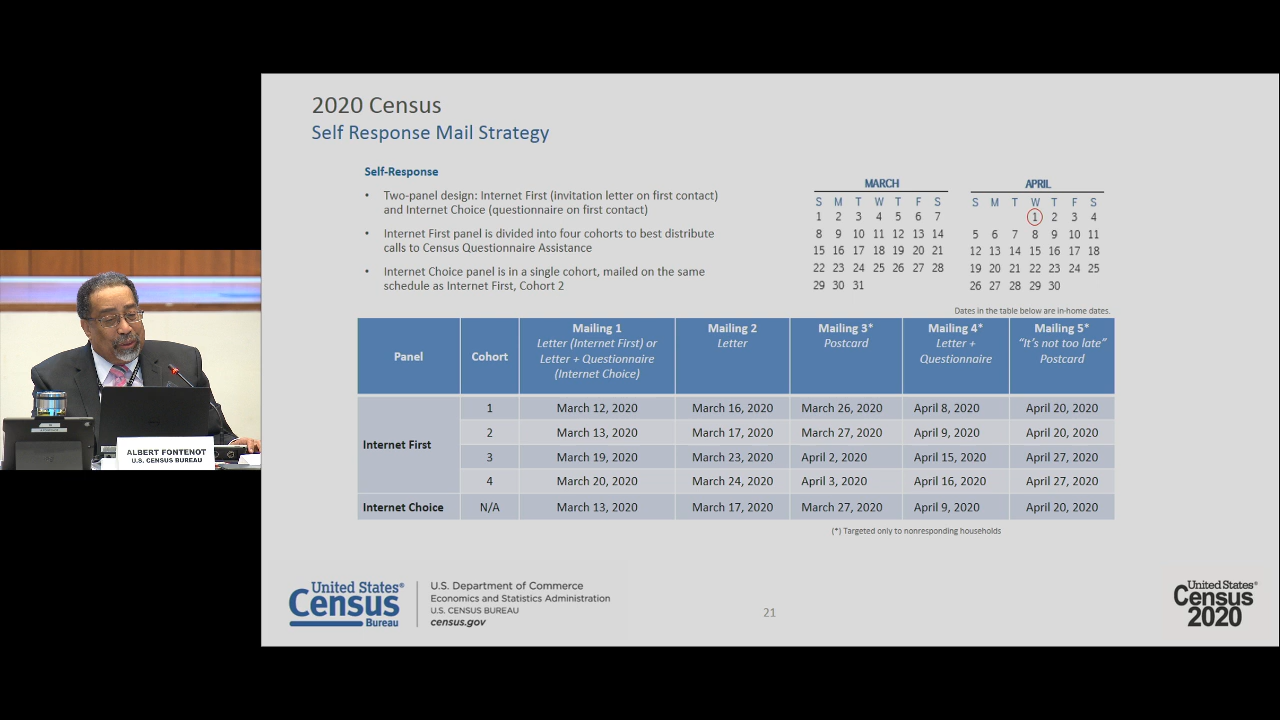 2020 Census
Self Response Mail Strategy
Self-Response
• Two-panel design: Internet First (invitation letter on first contact)
and Internet Choice (questionnaire on first contact)
• Internet First panel is divided into four cohorts to best distribute
calls to Census Questionnaire Assistance
• Internet Choice panel is in a single cohort, mailed on the same
schedule as Internet First, Cohort 2
MARCH
S M T W T F S
1 2 3 4 5 6 7
8 9 10 11 12 13 14
15 16 17 18 19 20 21
22 23 24 25 26 27 28
29 30 31
APRIL
S M T W T F S
1 2 3 4
5 6 7 8 9 10 11
12 13 14 15 16 17 18
19 20 21 22 23 24 25
26 27 28 29 30
Dates in the table below are in-home dates.
Panel
Cohort
Mailing 1
Letter (Internet First) or
Letter + Questionnaire
(Internet Choice)
Mailing 2
Letter
Mailing 3*
Postcard
Mailing 4*
Letter +
Questionnaire
Mailing 5*
“It’s not too late”
Postcard
Internet First
1 March 12, 2020 March 16, 2020 March 26, 2020 April 8, 2020 April 20, 2020
2 March 13, 2020 March 17, 2020 March 27, 2020 April 9, 2020 April 20, 2020
3 March 19, 2020 March 23, 2020 April 2, 2020 April 15, 2020 April 27, 2020
4 March 20, 2020 March 24, 2020 April 3, 2020 April 16, 2020 April 27, 2020
Internet Choice N/A March 13, 2020 March 17, 2020 March 27, 2020 April 9, 2020 April 20, 2020
(*) Targeted only to nonresponding households
ALBERT FONTENOT
U.S. CENSUS BUREAU
United States®
Census
Bureau
U.S. Department of Commerce
Economics and Statistics Administration
U.S. CENSUS BUREAU
census.gov
21
United States®
Census
2020